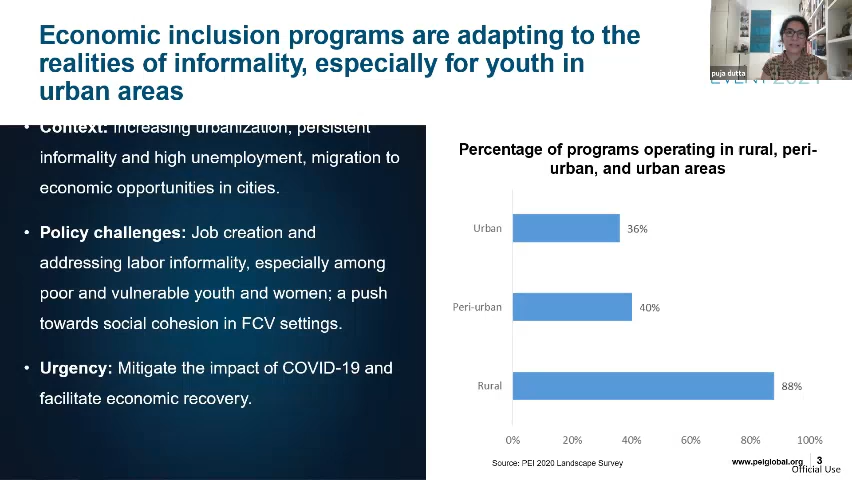 Economic inclusion programs are adapting to the
realities of informality, especially for youth in
urban areas
puja dutta
• Context: Increasing urbanization, persistent
informality and high unemployment, migration to
economic opportunities in cities.
• Policy challenges: Job creation and
addressing labor informality, especially among
poor and vulnerable youth and women; a push
towards social cohesion in FCV settings.
• Urgency: Mitigate the impact of COVID-19 and
facilitate economic recovery.
Percentage of programs operating in rural, peri-
urban, and urban areas
Urban 36%
Peri-urban 40%
Rural 88%
0% 20% 40% 60% 80% 100%
Source: PEI 2020 Landscape Survey
www.peiglobal.org 3
Official Use